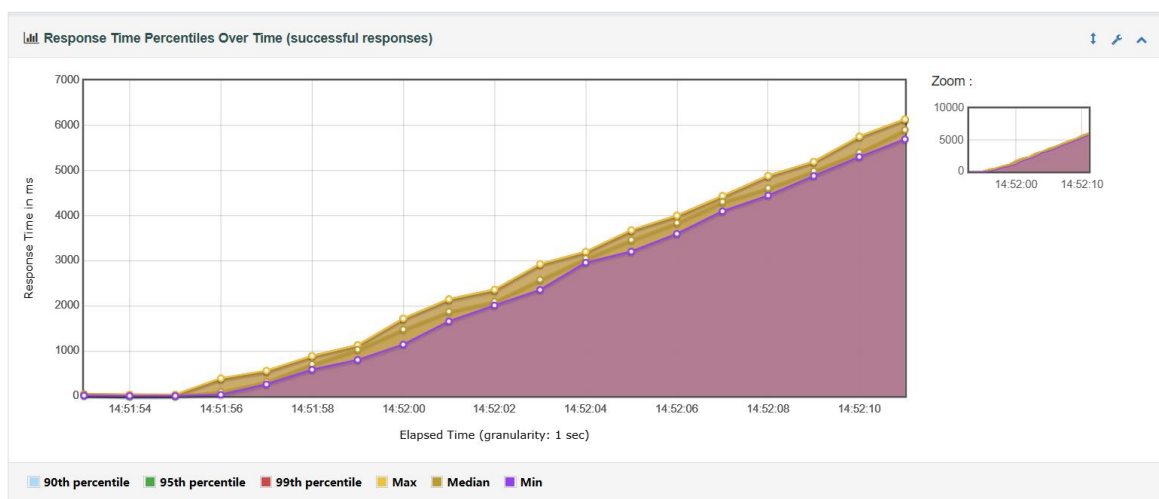 Response Time Percentiles Over Time (successful responses)
7000
6000
5000
4000
3000
2000
1000
0
Response Time in ms
14:51:54
14:51:56
14:51:58
14:52:00
14:52:02
14:52:04
14:52:06
14:52:08
14:52:10
Elapsed Time (granularity: 1 sec)
Zoom :
10000
5000
0
14:52:00
14:52:10
90th percentile
95th percentile
99th percentile
Max
Median
Min